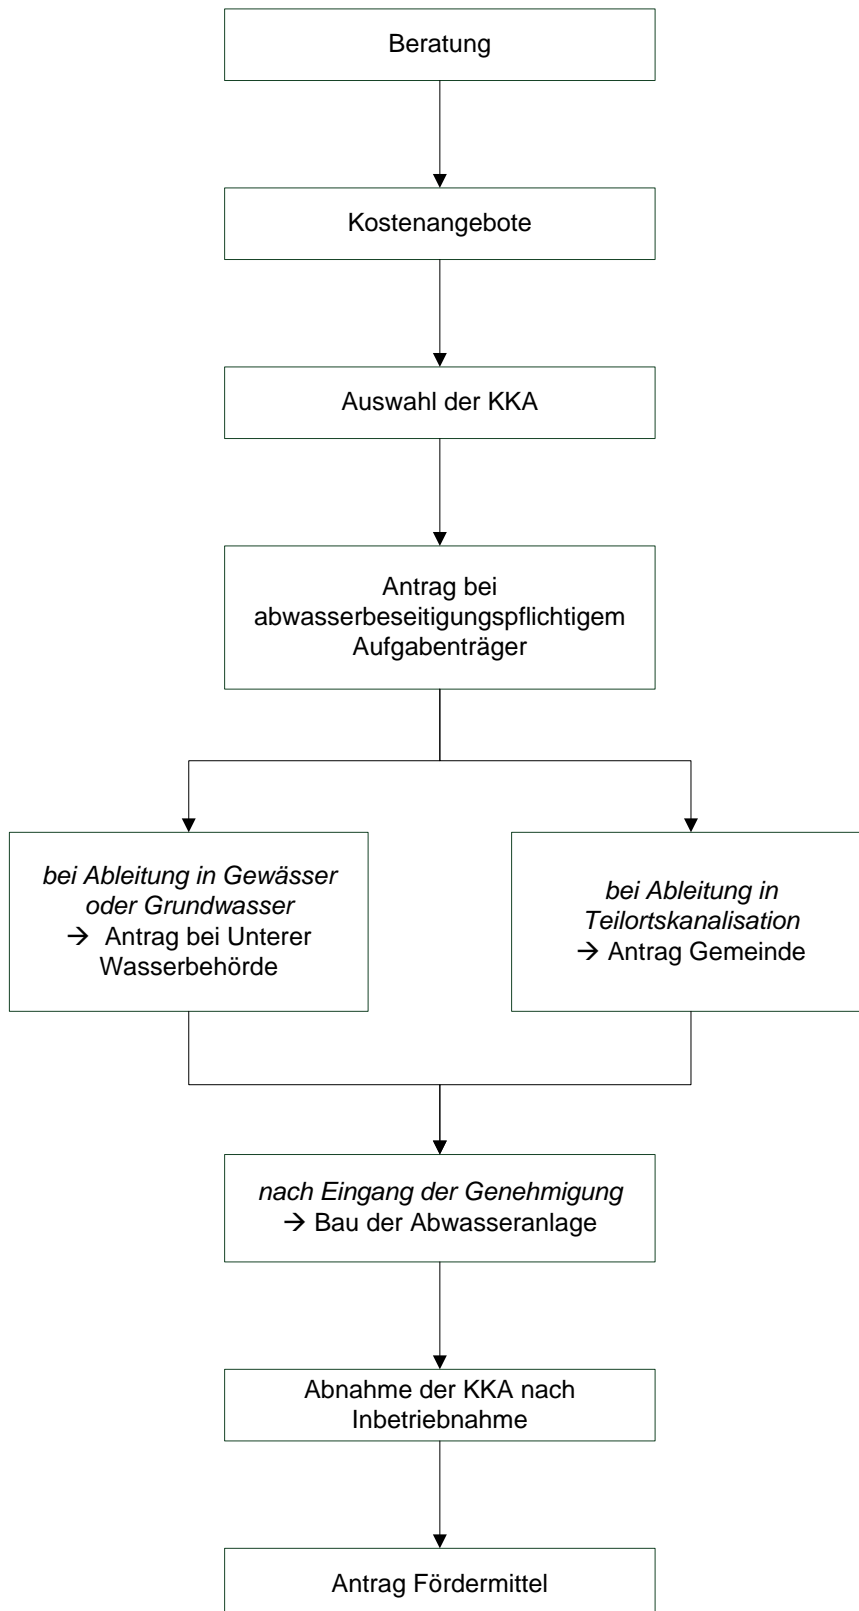 Beratung
Kostenangebote
Auswahl der KKA
Antrag bei
abwasserbeseitigungspflichtigem
Aufgabenträger
bei Ableitung in Gewässer
oder Grundwasser
→ Antrag bei Unterer
Wasserbehörde
bei Ableitung in
Teilortskanalisation
→ Antrag Gemeinde
nach Eingang der Genehmigung
→ Bau der Abwasseranlage
Abnahme der KKA nach
Inbetriebnahme
Antrag Fördermittel